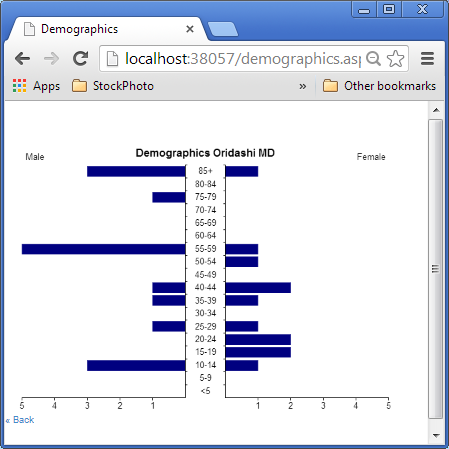 Demographics
localhost:38057/demographics.asp
Apps StockPhoto » Other bookmarks
Demographics Oridashi MD
Male Female
85+
80-84
75-79
70-74
65-69
60-64
55-59
50-54
45-49
40-44
35-39
30-34
25-29
20-24
15-19
10-14
5-9
<5
5 4 3 2 1 1 2 3 4 5
« Back